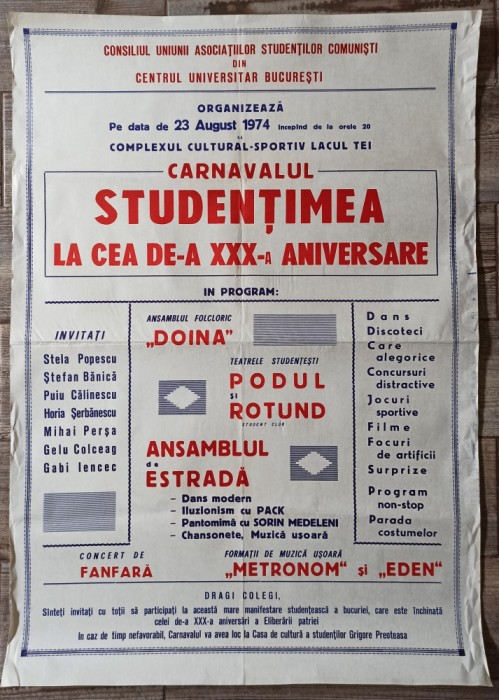 CONSILIUL UNIUNII ASOCIAȚIILOR STUDENȚILOR COMUNIȘTI
DIN
CENTRUL UNIVERSITAR BUCUREȘTI
ORGANIZEAZĂ
Pe data de 23 August 1974 începînd de la orele 20
la
COMPLEXUL CULTURAL-SPORTIV LACUL TEI
CARNAVALUL
STUDENȚIMEA
LA CEA DE-A XXX-A ANIVERSARE
IN PROGRAM:
INVITAȚI
Stela Popescu
Ștefan Bănică
Puiu Călinescu
Horia Șerbănescu
Mihai Perșa
Gelu Colceag
Gabi Iencec
ANSAMBLUL FOLCLORIC
„DOINA”
TEATRELE STUDENȚEȘTI
PODUL
ȘI
ROTUND
STUDENT CLUB
ANSAMBLUL
de
ESTRADĂ
– Dans modern
– Iluzionism cu PACK
– Pantomimă cu SORIN MEDELENI
– Chansonete, Muzică ușoară
Dans
Discoteci
Care
alegorice
Concursuri
distractive
Jocuri
sportive
Filme
Focuri
de artificii
Surprize
Program
non-stop
Parada
costumelor
CONCERT DE
FANFARĂ
FORMAȚII DE MUZICĂ UȘOARĂ
„METRONOM” și „EDEN”
DRAGI COLEGI,
Sînteți invitați cu toții să participați la această mare manifestare studențească a bucuriei, care este închinată
celei de-a XXX-a aniversări a Eliberării patriei
In caz de timp nefavorabil, Carnavalul va avea loc la Casa de cultură a studenților Grigore Preoteasa